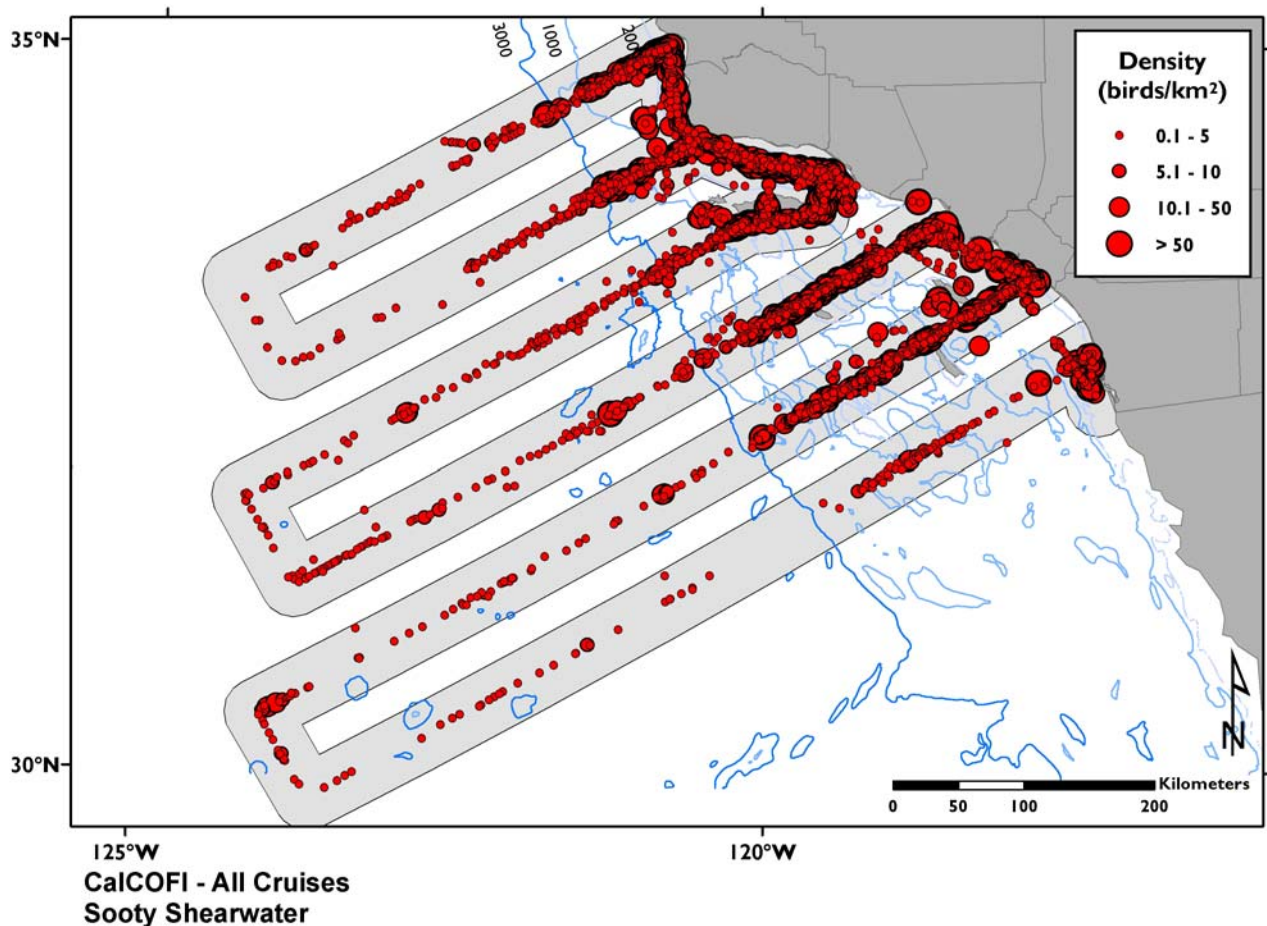 35°N
3000
1000
200
Density
(birds/km²)
0.1 - 5
5.1 - 10
10.1 - 50
> 50
N
30°N
Kilometers
0 50 100 200
125°W 120°W
CalCOFI - All Cruises
Sooty Shearwater